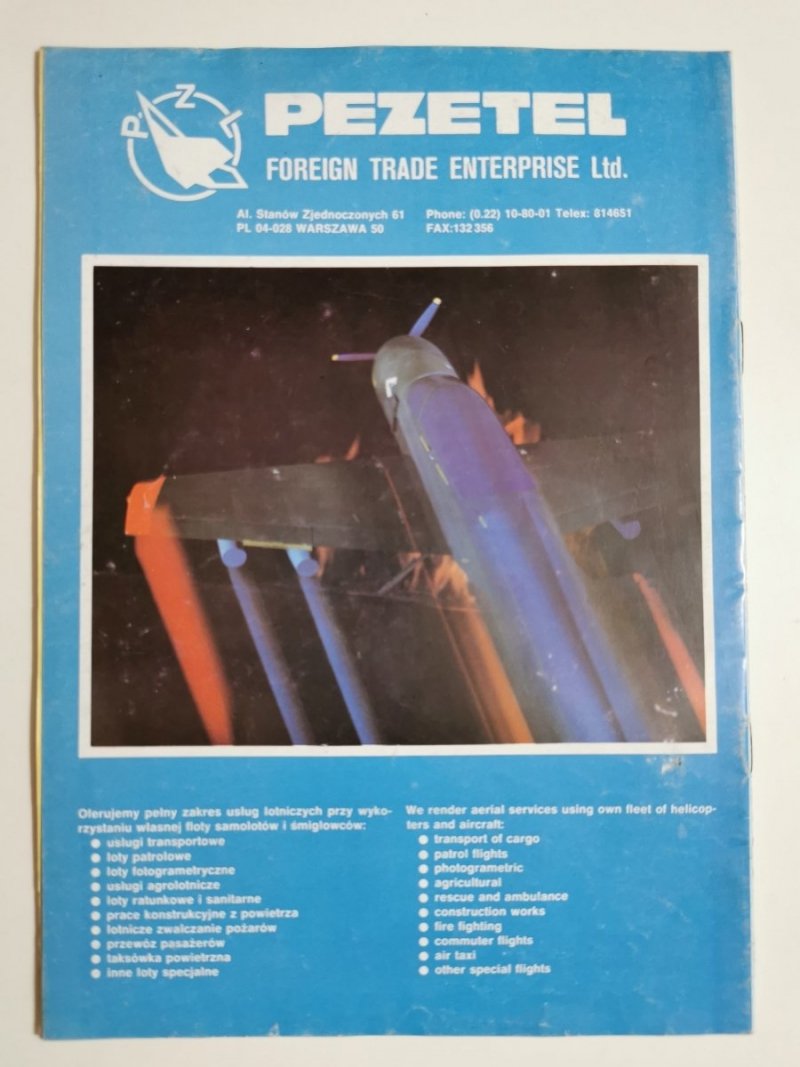 P.Z.L
PEZETEL
FOREIGN TRADE ENTERPRISE Ltd.
Al. Stanów Zjednoczonych 61
PL 04-028 WARSZAWA 50
Phone: (0.22) 10-80-01 Telex: 814651
FAX:132 356
Oferujemy pełny zakres usług lotniczych przy wyko-
rzystaniu własnej floty samolotów i śmigłowców:
● usługi transportowe
● loty patrolowe
● loty fotogrametryczne
● usługi agrolotnicze
● loty ratunkowe i sanitarne
● prace konstrukcyjne z powietrza
● lotnicze zwalczanie pożarów
● przewóz pasażerów
● taksówka powietrzna
● inne loty specjalne
We render aerial services using own fleet of helicop-
ters and aircraft:
● transport of cargo
● patrol flights
● photogrametric
● agricultural
● rescue and ambulance
● construction works
● fire fighting
● commuter flights
● air taxi
● other special flights